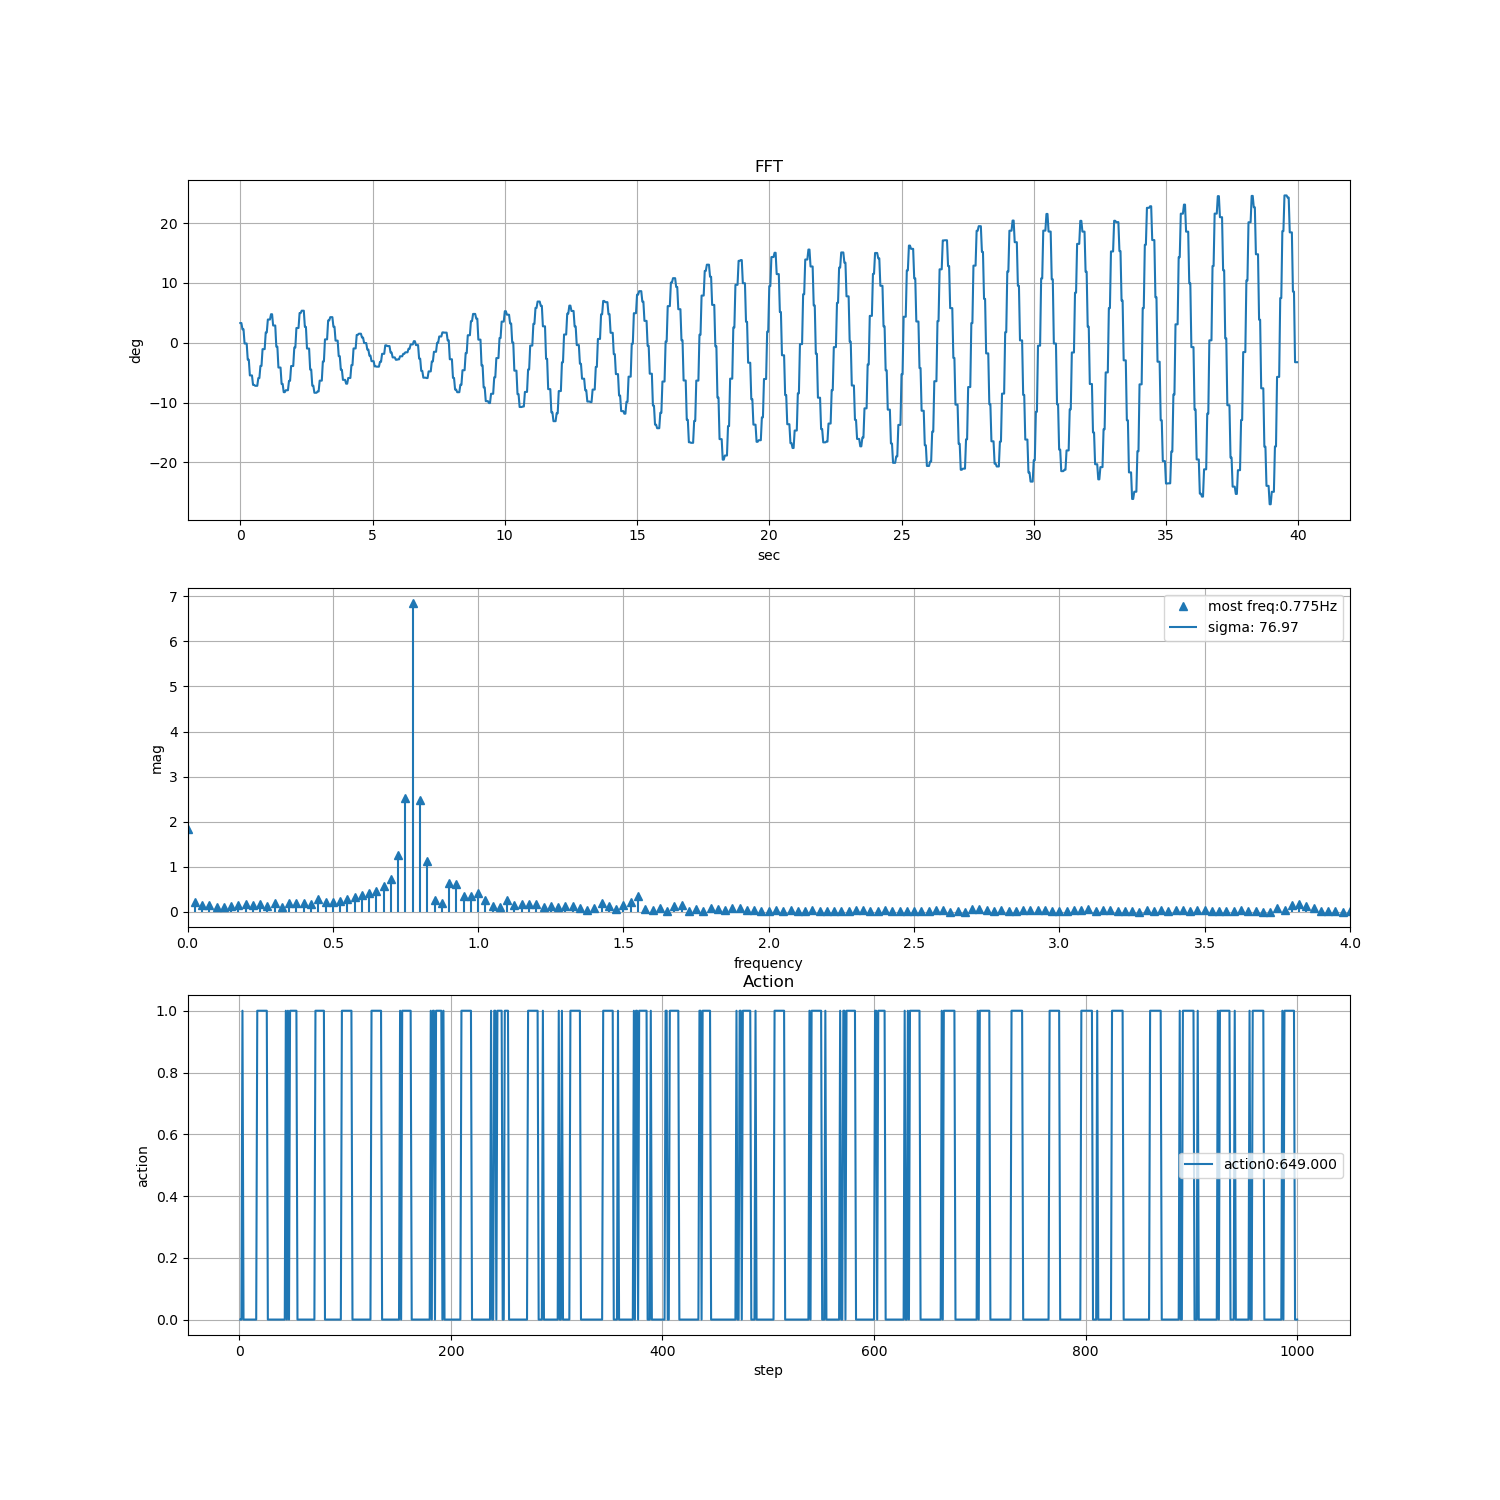 FFT
20
10
0
−10
−20
deg
0 5 10 15 20 25 30 35 40
sec
7
6
5
4
3
2
1
0
mag
most freq:0.775Hz
sigma: 76.97
0.0 0.5 1.0 1.5 2.0 2.5 3.0 3.5 4.0
frequency
Action
1.0
0.8
0.6
0.4
0.2
0.0
action
action0:649.000
0 200 400 600 800 1000
step